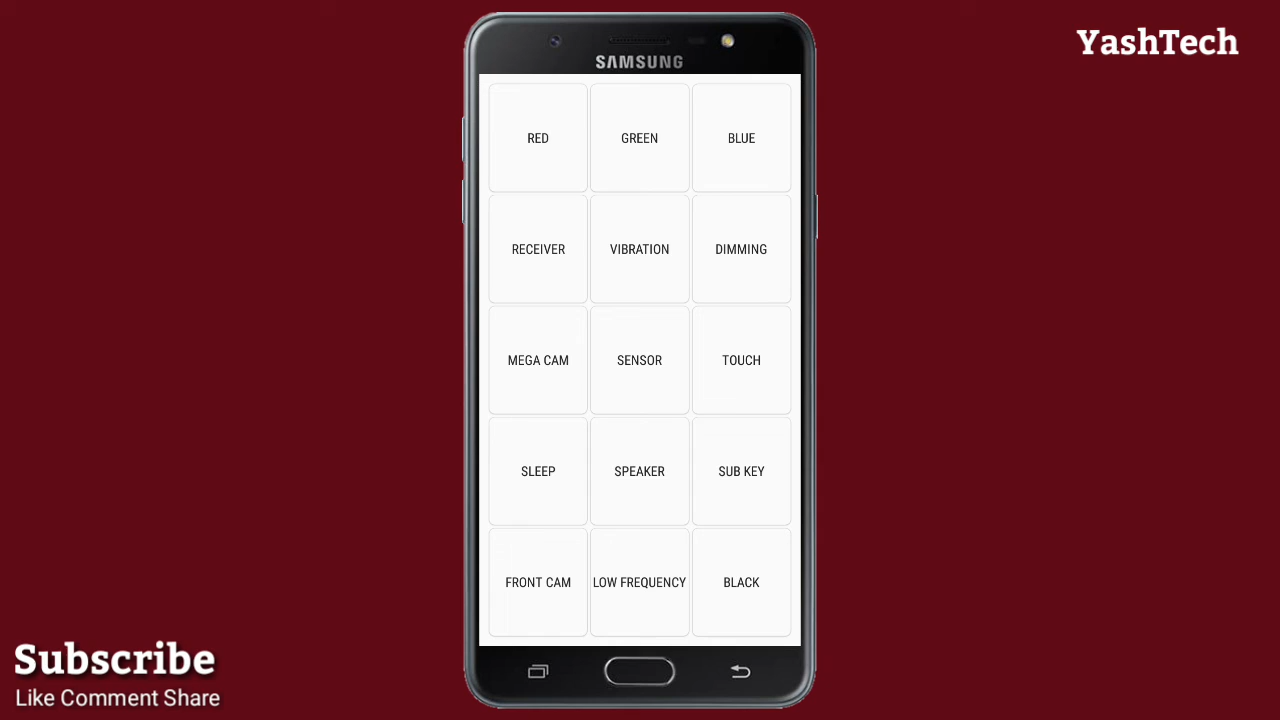 YashTech
SAMSUNG
RED GREEN BLUE
RECEIVER VIBRATION DIMMING
MEGA CAM SENSOR TOUCH
SLEEP SPEAKER SUB KEY
FRONT CAM LOW FREQUENCY BLACK
Subscribe
Like Comment Share